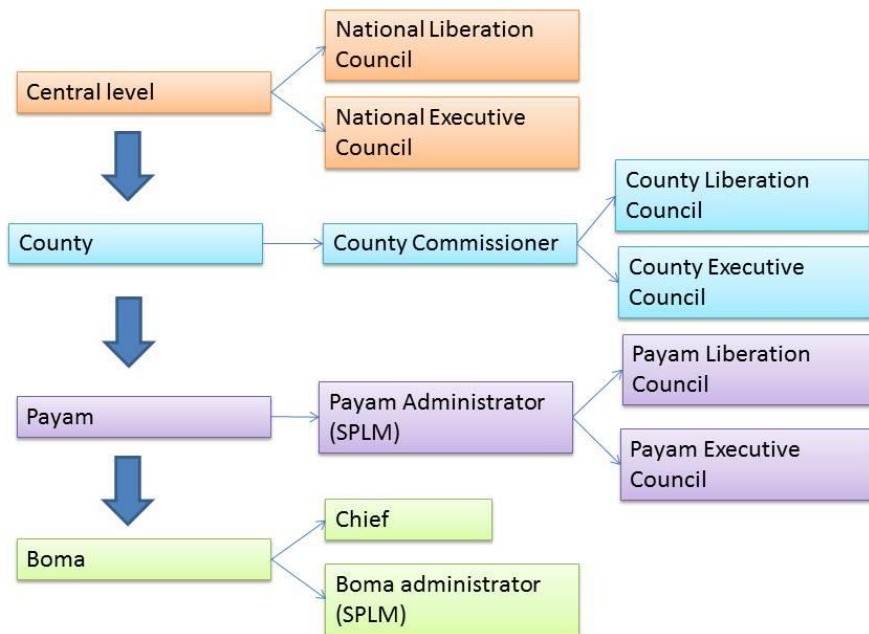 National Liberation
Council
Central level
National Executive
Council
County Liberation
Council
County
County Commissioner
County Executive
Council
Payam Liberation
Council
Payam
Payam Administrator
(SPLM)
Payam Executive
Council
Chief
Boma
Boma administrator
(SPLM)